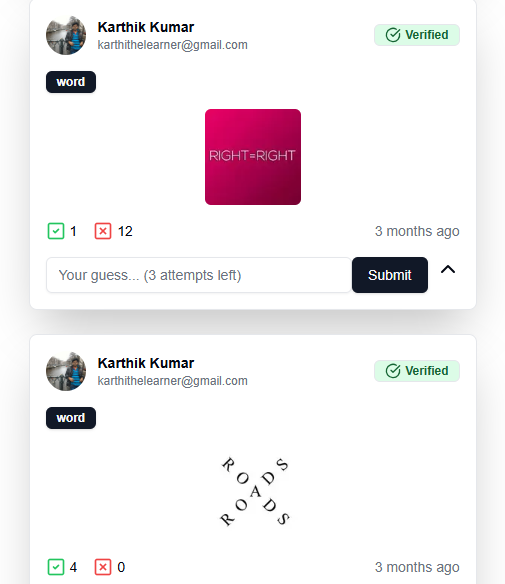 Karthik Kumar
karthithelearner@gmail.com
Verified
word
RIGHT=RIGHT
1
12
3 months ago
Your guess... (3 attempts left)
Submit
Karthik Kumar
karthithelearner@gmail.com
Verified
word
ROADS
ROADS
4
0
3 months ago